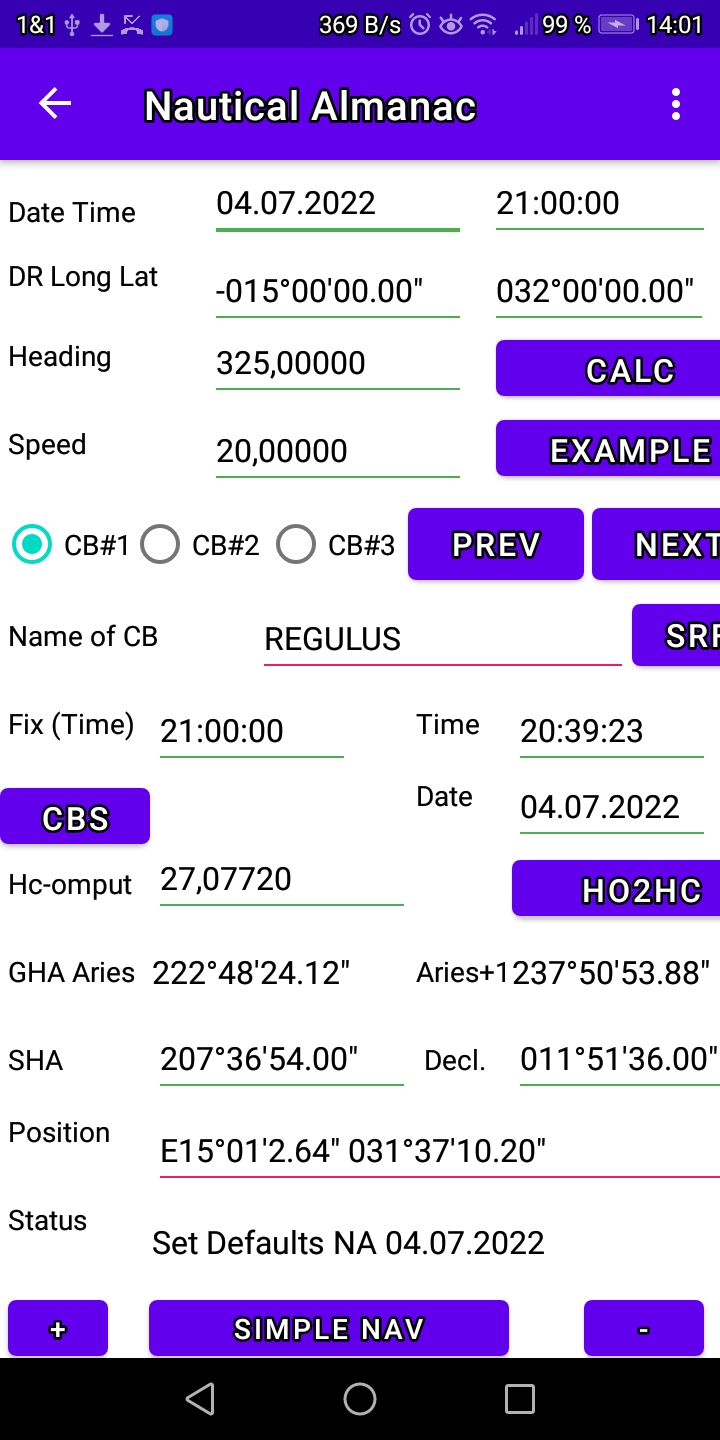 1&1 369 B/s 99 % 14:01
Nautical Almanac
Date Time 04.07.2022 21:00:00
DR Long Lat -015°00'00.00" 032°00'00.00"
Heading 325,00000 CALC
Speed 20,00000 EXAMPLE
CB#1 CB#2 CB#3 PREV NEXT
Name of CB REGULUS
Fix (Time) 21:00:00 Time 20:39:23
CBS Date 04.07.2022
Hc-omput 27,07720 HO2HC
GHA Aries 222°48'24.12" Aries+1 237°50'53.88"
SHA 207°36'54.00" Decl. 011°51'36.00"
Position E15°01'2.64" 031°37'10.20"
Status Set Defaults NA 04.07.2022
+ SIMPLE NAV -